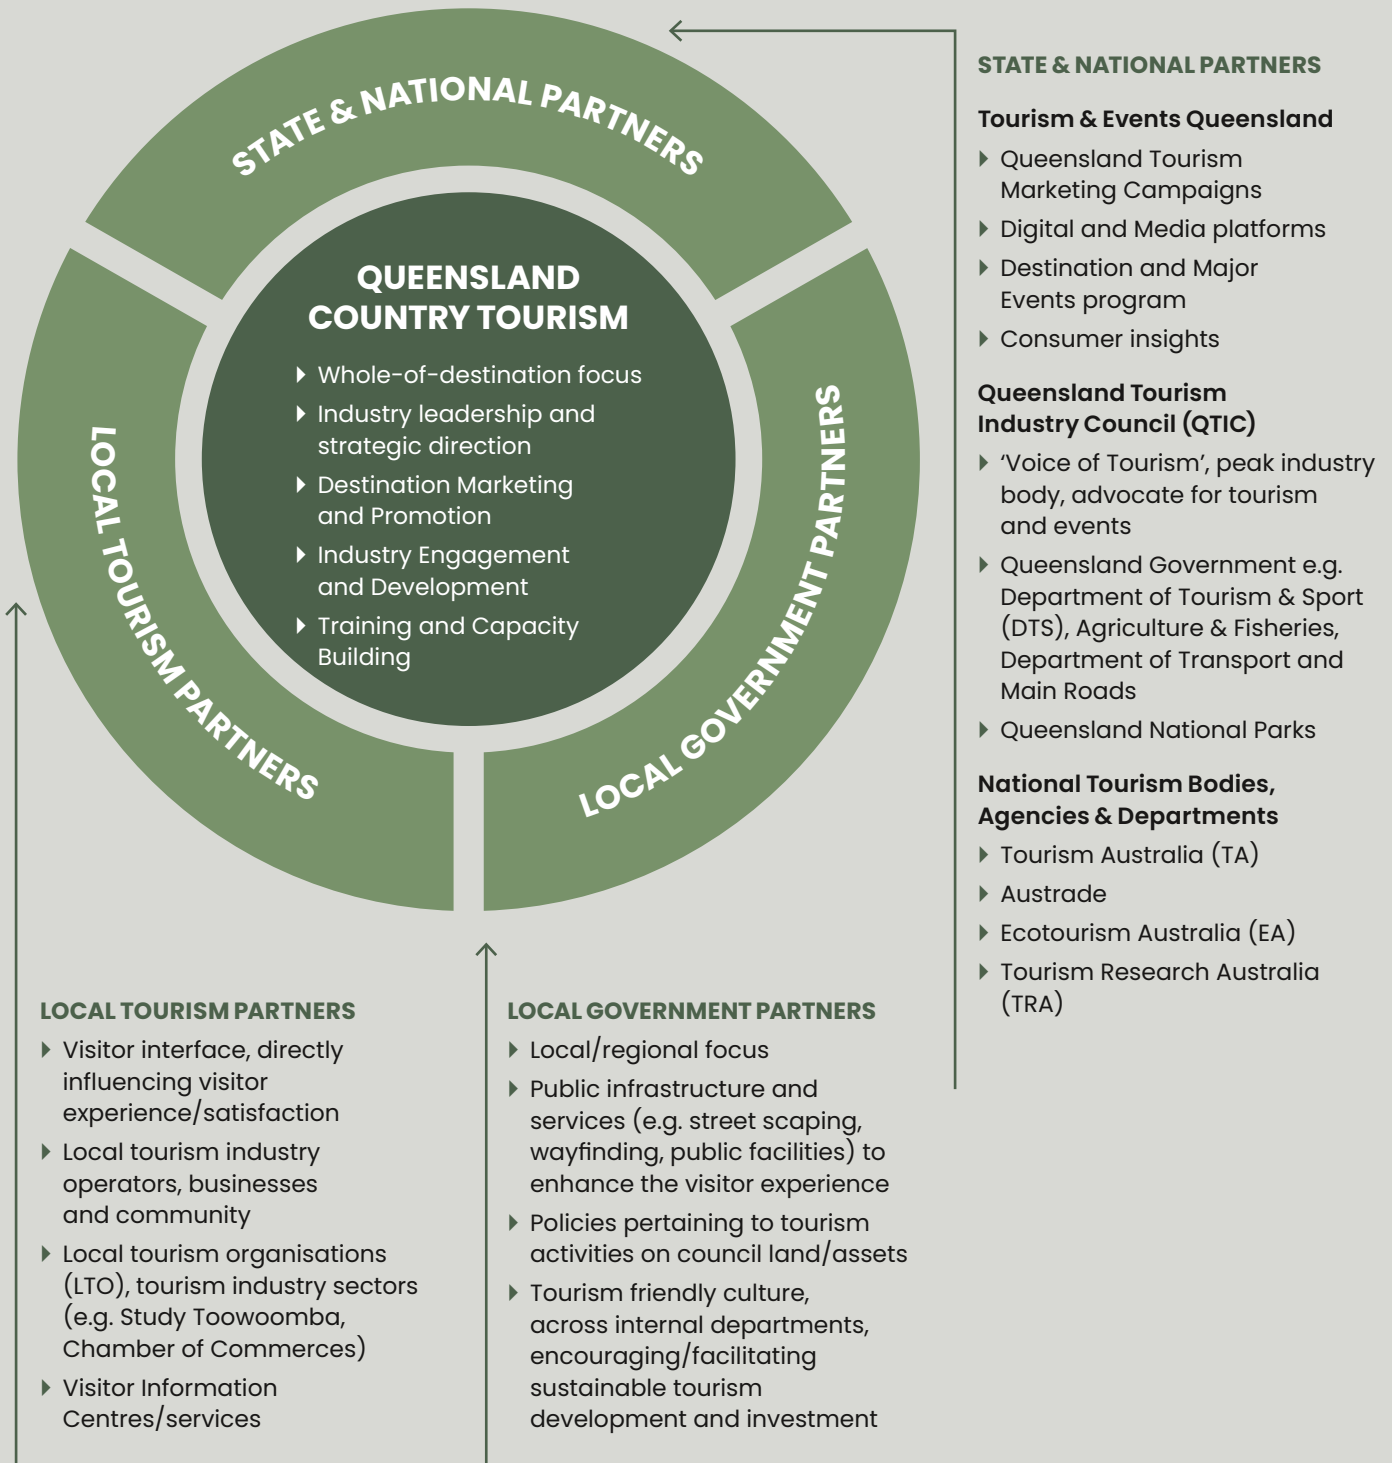 STATE & NATIONAL PARTNERS
QUEENSLAND
COUNTRY TOURISM
Whole-of-destination focus
Industry leadership and
strategic direction
Destination Marketing
and Promotion
Industry Engagement
and Development
Training and Capacity
Building
LOCAL TOURISM PARTNERS
LOCAL GOVERNMENT PARTNERS
STATE & NATIONAL PARTNERS
Tourism & Events Queensland
Queensland Tourism
Marketing Campaigns
Digital and Media platforms
Destination and Major
Events program
Consumer insights
Queensland Tourism
Industry Council (QTIC)
‘Voice of Tourism’, peak industry
body, advocate for tourism
and events
Queensland Government e.g.
Department of Tourism & Sport
(DTS), Agriculture & Fisheries,
Department of Transport and
Main Roads
Queensland National Parks
National Tourism Bodies,
Agencies & Departments
Tourism Australia (TA)
Austrade
Ecotourism Australia (EA)
Tourism Research Australia
(TRA)
LOCAL TOURISM PARTNERS
Visitor interface, directly
influencing visitor
experience/satisfaction
Local tourism industry
operators, businesses
and community
Local tourism organisations
(LTO), tourism industry sectors
(e.g. Study Toowoomba,
Chamber of Commerces)
Visitor Information
Centres/services
LOCAL GOVERNMENT PARTNERS
Local/regional focus
Public infrastructure and
services (e.g. street scaping,
wayfinding, public facilities) to
enhance the visitor experience
Policies pertaining to tourism
activities on council land/assets
Tourism friendly culture,
across internal departments,
encouraging/facilitating
sustainable tourism
development and investment